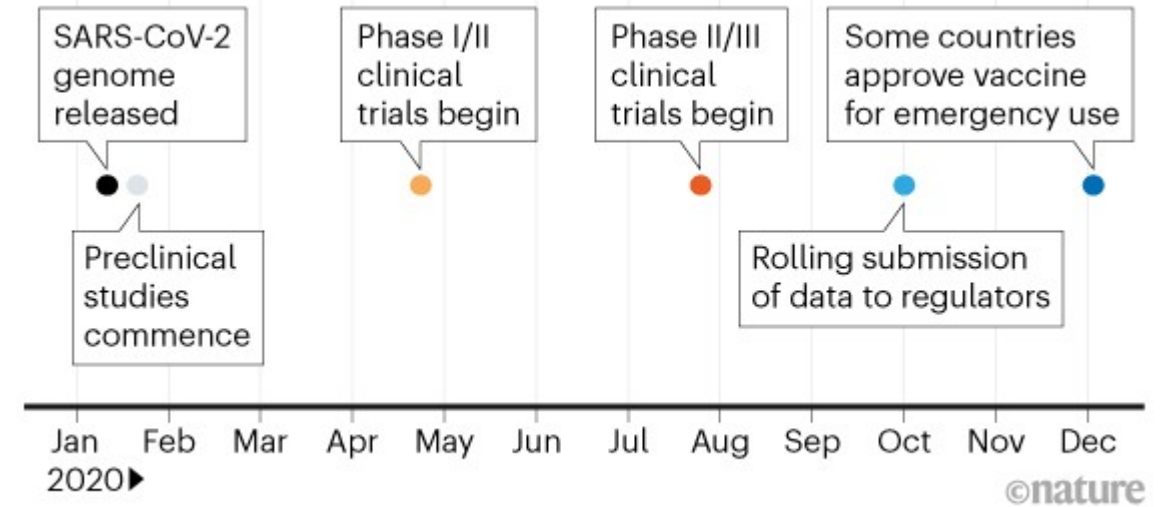 SARS-CoV-2
genome
released
Phase I/II
clinical
trials begin
Phase II/III
clinical
trials begin
Some countries
approve vaccine
for emergency use
Preclinical
studies
commence
Rolling submission
of data to regulators
Jan Feb Mar Apr May Jun Jul Aug Sep Oct Nov Dec
2020▶
©nature